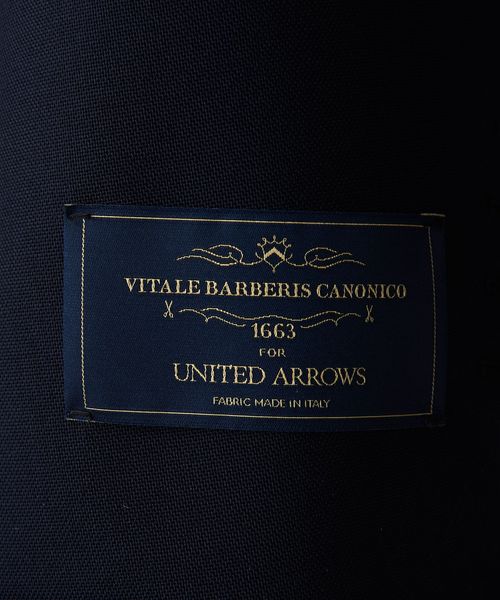 VITALE BARBERIS CANONICO
1663
FOR
UNITED ARROWS
FABRIC MADE IN ITALY